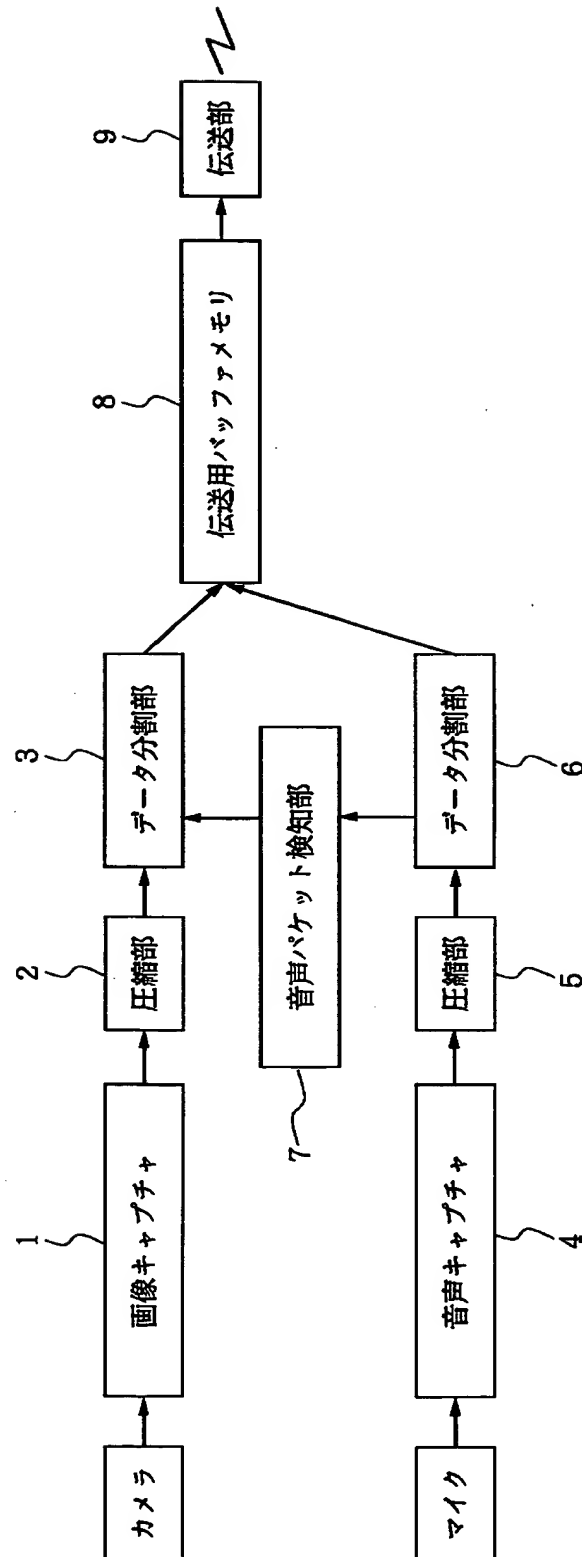 カメラ
1
画像キャプチャ
2
圧縮部
3
データ分割部
7
音声パケット検知部
マイク
4
音声キャプチャ
5
圧縮部
6
データ分割部
8
伝送用バッファメモリ
9
伝送部